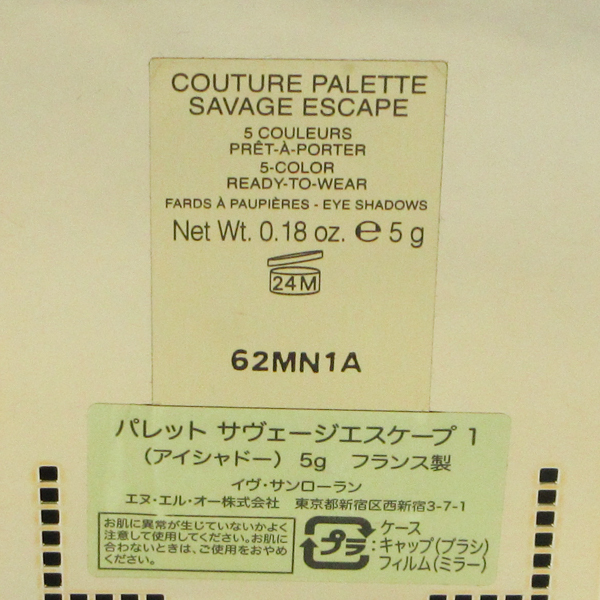 COUTURE PALETTE
SAVAGE ESCAPE
5 COULEURS
PRÊT-À-PORTER
5-COLOR
READY-TO-WEAR
FARDS À PAUPIÈRES - EYE SHADOWS
Net Wt. 0.18 oz. ℮ 5 g
24M
62MN1A
パレット サヴェージエスケープ 1
（アイシャドー） 5g フランス製
イヴ・サンローラン
エヌ・エル・オー株式会社 東京都新宿区西新宿3-7-1
お肌に異常が生じていないかよく
注意して使用してください。お肌に
合わないときは、ご使用をおやめ
ください。
プラ
ケース
：キャップ（ブラシ）
フィルム（ミラー）